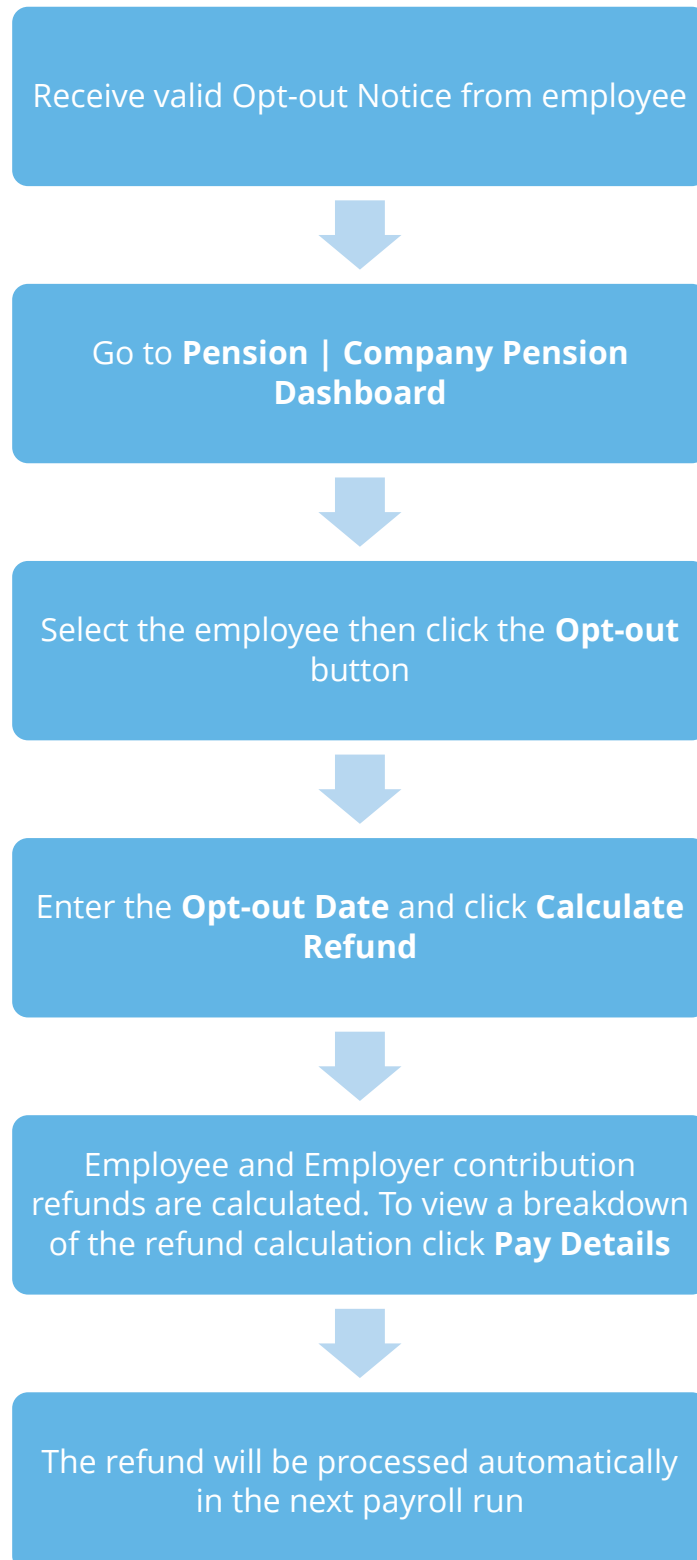 Receive valid Opt-out Notice from employee
Go to Pension | Company Pension
Dashboard
Select the employee then click the Opt-out
button
Enter the Opt-out Date and click Calculate
Refund
Employee and Employer contribution
refunds are calculated. To view a breakdown
of the refund calculation click Pay Details
The refund will be processed automatically
in the next payroll run